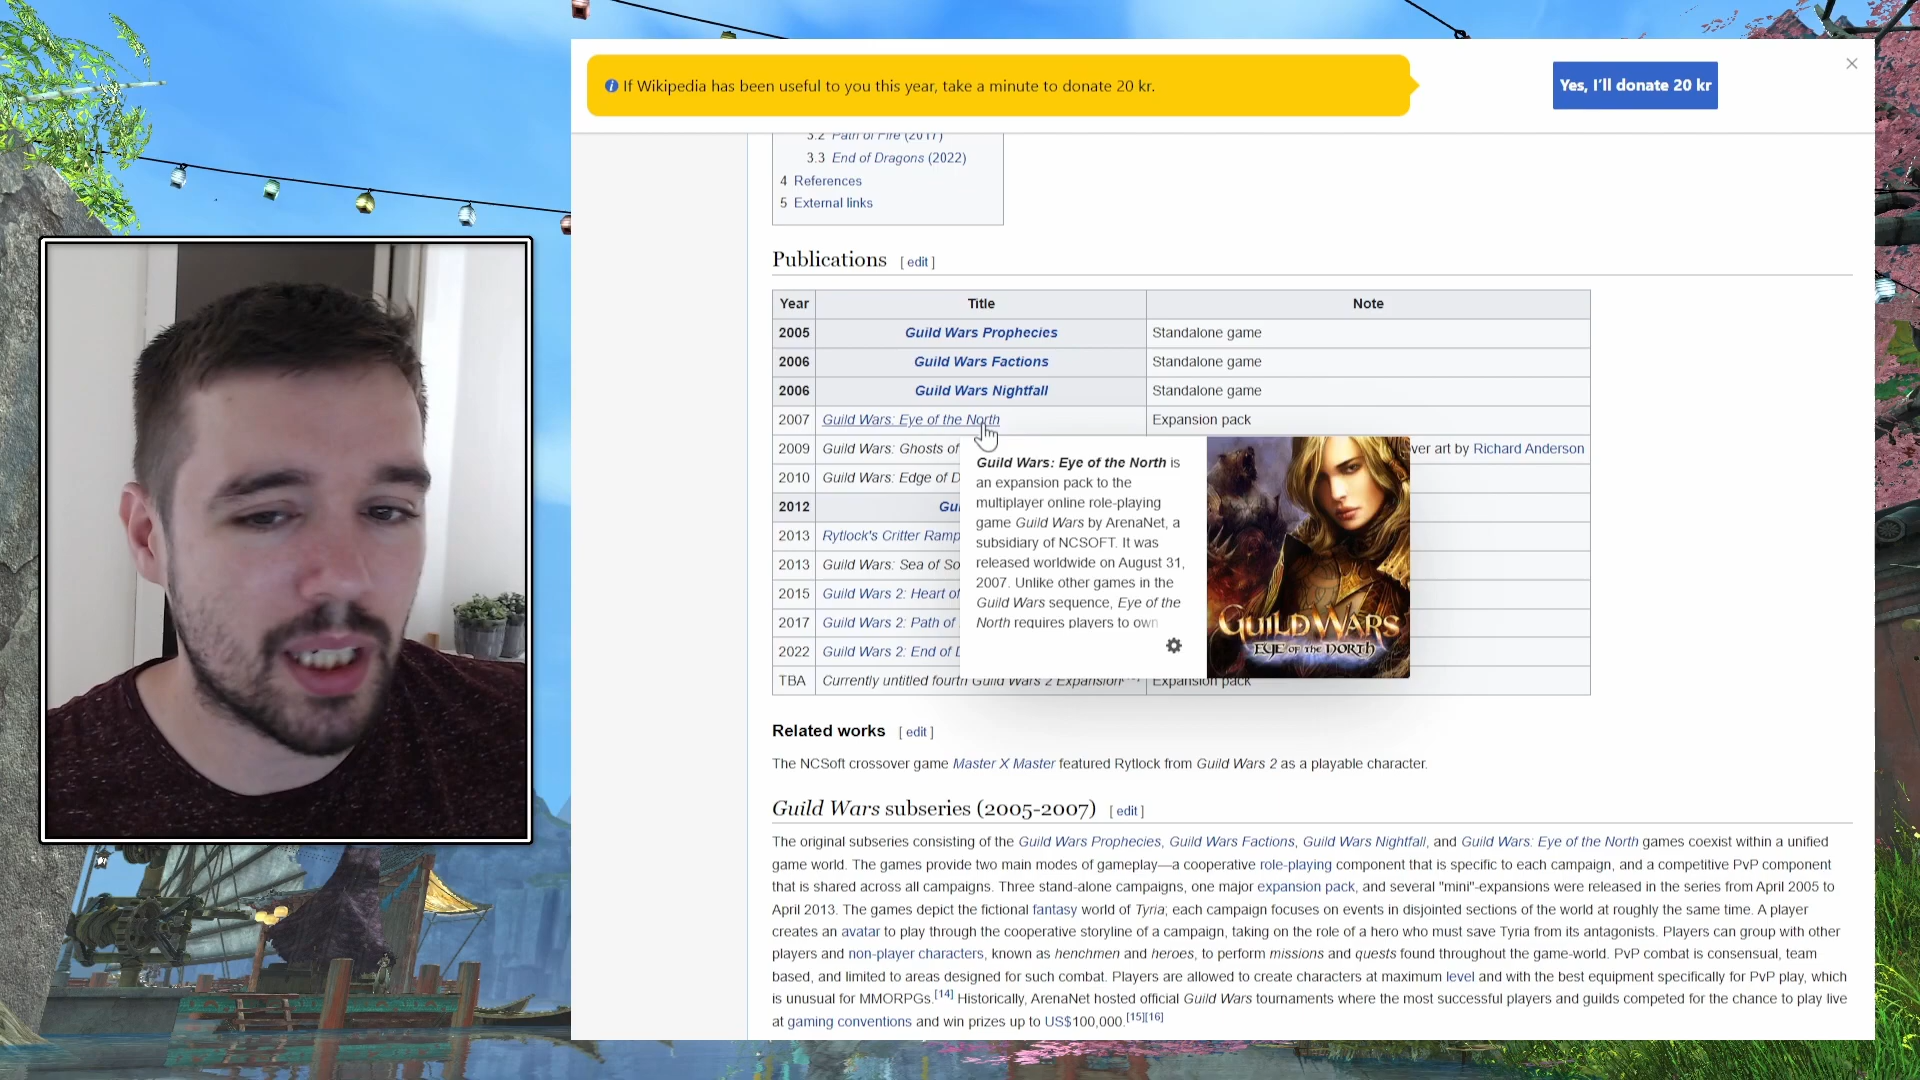 If Wikipedia has been useful to you this year, take a minute to donate 20 kr.
Yes, I'll donate 20 kr
3.2 Path of Fire (2017)
3.3 End of Dragons (2022)
4 References
5 External links
Publications [ edit ]
Year Title Note
2005 Guild Wars Prophecies Standalone game
2006 Guild Wars Factions Standalone game
2006 Guild Wars Nightfall Standalone game
2007 Guild Wars: Eye of the North Expansion pack
2009 Guild Wars: Ghosts of ver art by Richard Anderson
2010 Guild Wars: Edge of D
2012 Gui
2013 Rytlock's Critter Ramp
2013 Guild Wars: Sea of So
2015 Guild Wars 2: Heart of
2017 Guild Wars 2: Path of
2022 Guild Wars 2: End of D
TBA Currently untitled fourth Guild Wars 2 Expansion Expansion pack
Guild Wars: Eye of the North is
an expansion pack to the
multiplayer online role-playing
game Guild Wars by ArenaNet, a
subsidiary of NCSOFT. It was
released worldwide on August 31,
2007. Unlike other games in the
Guild Wars sequence, Eye of the
North requires players to own
GUILD WARS
EYE OF THE NORTH
Related works [ edit ]
The NCSoft crossover game Master X Master featured Rytlock from Guild Wars 2 as a playable character.
Guild Wars subseries (2005-2007) [ edit ]
The original subseries consisting of the Guild Wars Prophecies, Guild Wars Factions, Guild Wars Nightfall, and Guild Wars: Eye of the North games coexist within a unified
game world. The games provide two main modes of gameplay—a cooperative role-playing component that is specific to each campaign, and a competitive PvP component
that is shared across all campaigns. Three stand-alone campaigns, one major expansion pack, and several "mini"-expansions were released in the series from April 2005 to
April 2013. The games depict the fictional fantasy world of Tyria; each campaign focuses on events in disjointed sections of the world at roughly the same time. A player
creates an avatar to play through the cooperative storyline of a campaign, taking on the role of a hero who must save Tyria from its antagonists. Players can group with other
players and non-player characters, known as henchmen and heroes, to perform missions and quests found throughout the game-world. PvP combat is consensual, team
based, and limited to areas designed for such combat. Players are allowed to create characters at maximum level and with the best equipment specifically for PvP play, which
is unusual for MMORPGs.[14] Historically, ArenaNet hosted official Guild Wars tournaments where the most successful players and guilds competed for the chance to play live
at gaming conventions and win prizes up to US$100,000.[15][16]